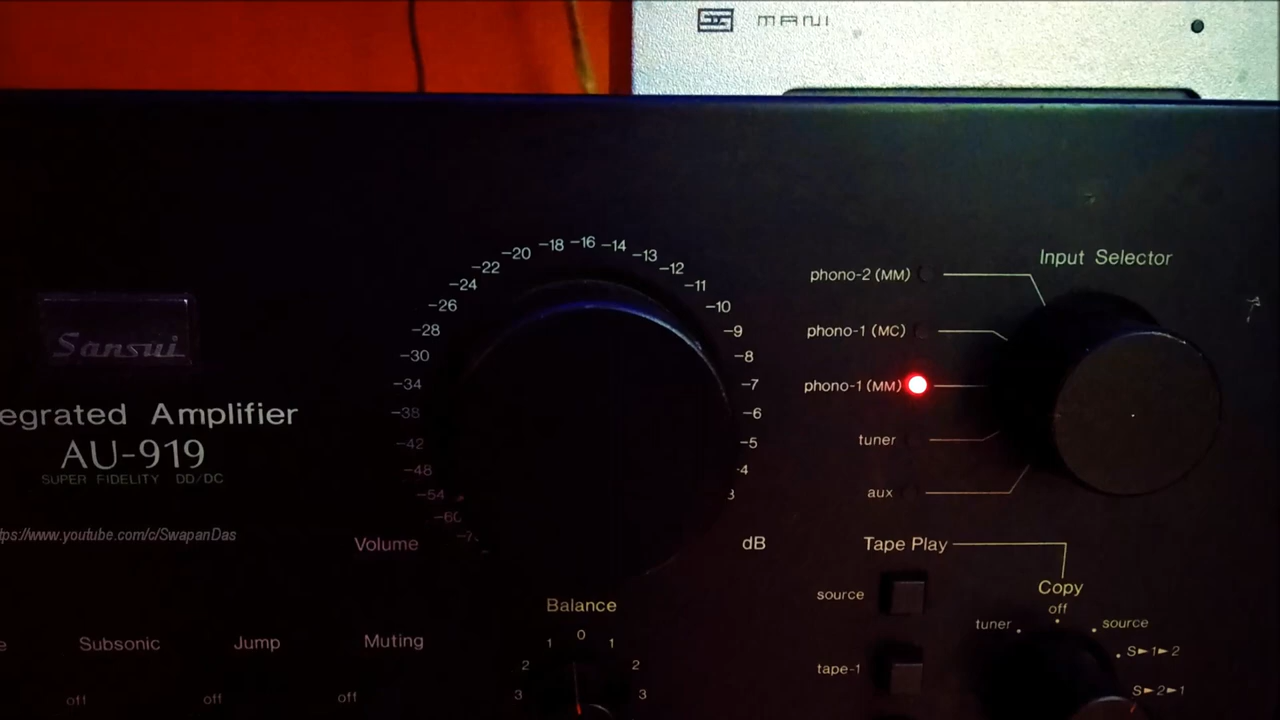 MANI
-20 -18 -16 -14 -13
-22 -12
-24 -11
-26 -10
-28 -9
-30 -8
-34 -7
-38 -6
-42 -5
-48 -4
-54 3
-60
Volume
dB
Input Selector
phono-2 (MM)
phono-1 (MC)
phono-1 (MM)
tuner
aux
Sansui
egrated Amplifier
AU-919
SUPER FIDELITY DD/DC
tps://www.youtube.com/c/SwapanDas
Tape Play
Copy
off
tuner source
source
S►1►2
tape-1
S►2►1
Balance
1 0 1
2 2
3 3
e Subsonic Jump Muting
off off off